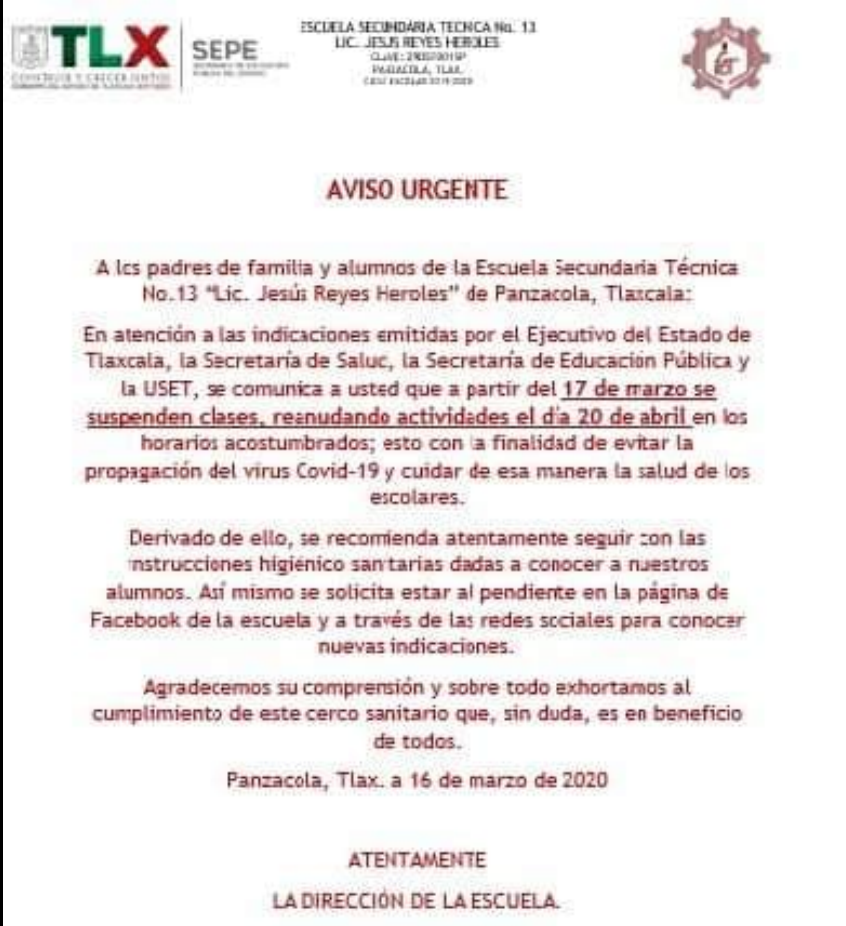 TLX
SEPE
CONSTRUIR Y CRECER JUNTOS
ESCUELA SECUNDARIA TECNICA No. 13
LIC. JESUS REYES HEROLES
PANZACOLA, TLAX.
AVISO URGENTE
A los padres de familia y alumnos de la Escuela Secundaria Técnica
No.13 “Lic. Jesús Reyes Heroles” de Panzacola, Tlaxcala:
En atención a las indicaciones emitidas por el Ejecutivo del Estado de
Tlaxcala, la Secretaría de Salud, la Secretaría de Educación Pública y
la USET, se comunica a usted que a partir del 17 de marzo se
suspenden clases, reanudando actividades el día 20 de abril en los
horarios acostumbrados; esto con la finalidad de evitar la
propagación del virus Covid-19 y cuidar de esa manera la salud de los
escolares.
Derivado de ello, se recomienda atentamente seguir con las
instrucciones higiénico sanitarias dadas a conocer a nuestros
alumnos. Así mismo se solicita estar al pendiente en la página de
Facebook de la escuela y a través de las redes sociales para conocer
nuevas indicaciones.
Agradecemos su comprensión y sobre todo exhortamos al
cumplimiento de este cerco sanitario que, sin duda, es en beneficio
de todos.
Panzacola, Tlax. a 16 de marzo de 2020
ATENTAMENTE
LA DIRECCIÓN DE LA ESCUELA.